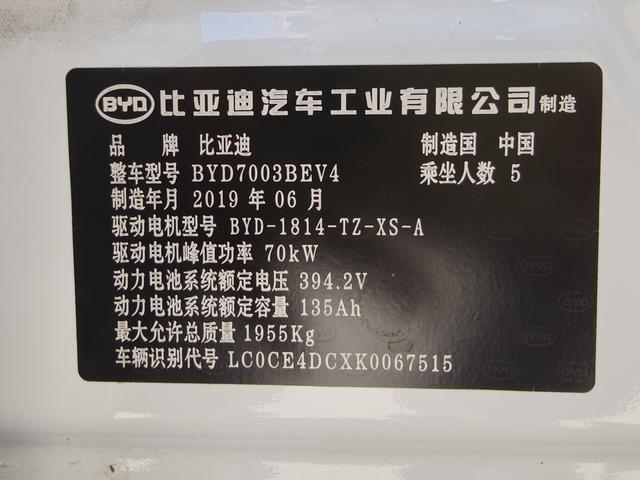 BYD 比亚迪汽车工业有限公司制造
品 牌 比亚迪 制造国 中国
整车型号 BYD7003BEV4 乘坐人数 5
制造年月 2019 年 06 月
驱动电机型号 BYD-1814-TZ-XS-A
驱动电机峰值功率 70kW
动力电池系统额定电压 394.2V
动力电池系统额定容量 135Ah
最大允许总质量 1955Kg
车辆识别代号 LC0CE4DCXK0067515